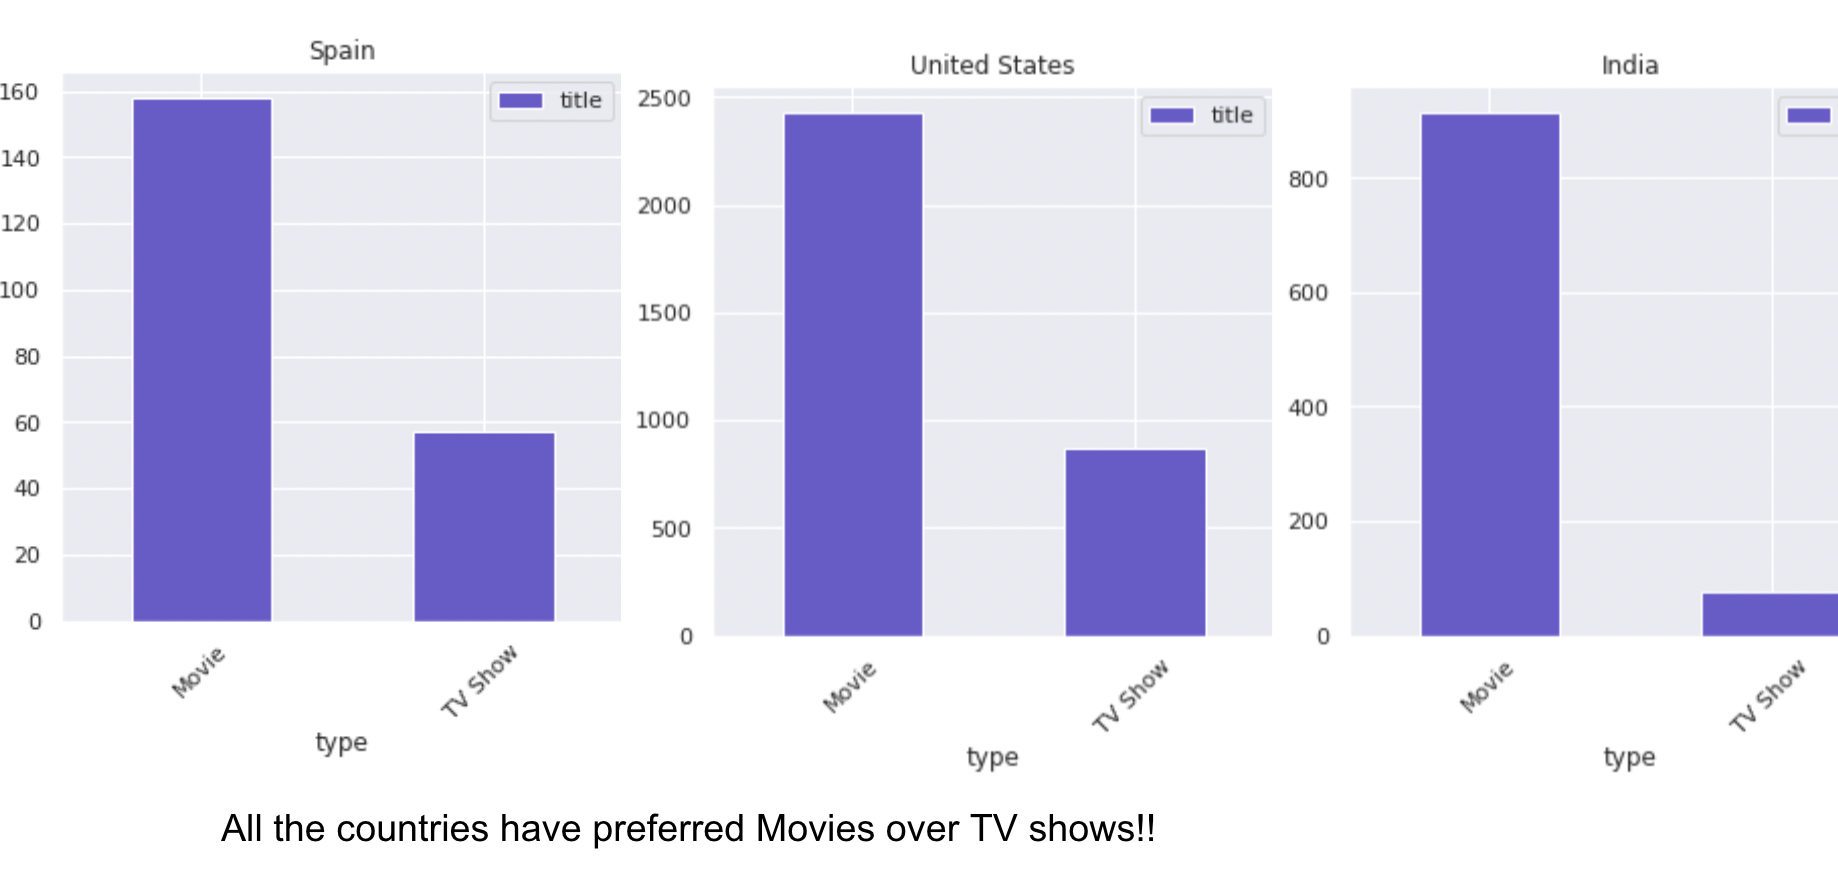 Spain
160
140
120
100
80
60
40
20
0
title
Movie
TV Show
type
United States
2500
2000
1500
1000
500
0
title
Movie
TV Show
type
India
800
600
400
200
0
Movie
TV Show
type
All the countries have preferred Movies over TV shows!!